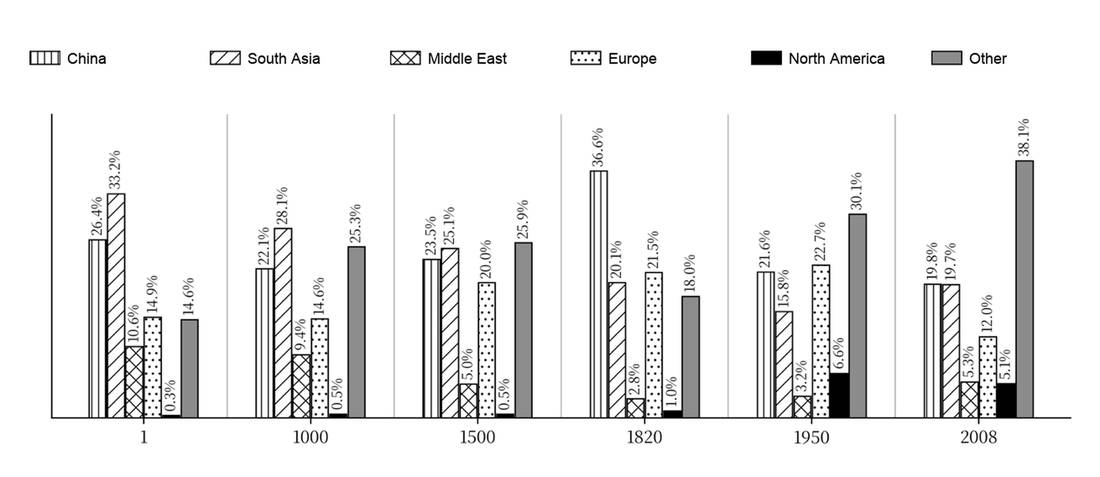 China South Asia Middle East Europe North America Other
26.4% 33.2% 10.6% 14.9% 0.3% 14.6%
22.1% 28.1% 9.4% 14.6% 0.5% 25.3%
23.5% 25.1% 5.0% 20.0% 0.5% 25.9%
36.6% 20.1% 2.8% 21.5% 1.0% 18.0%
21.6% 15.8% 3.2% 22.7% 6.6% 30.1%
19.8% 19.7% 5.3% 12.0% 5.1% 38.1%
1 1000 1500 1820 1950 2008